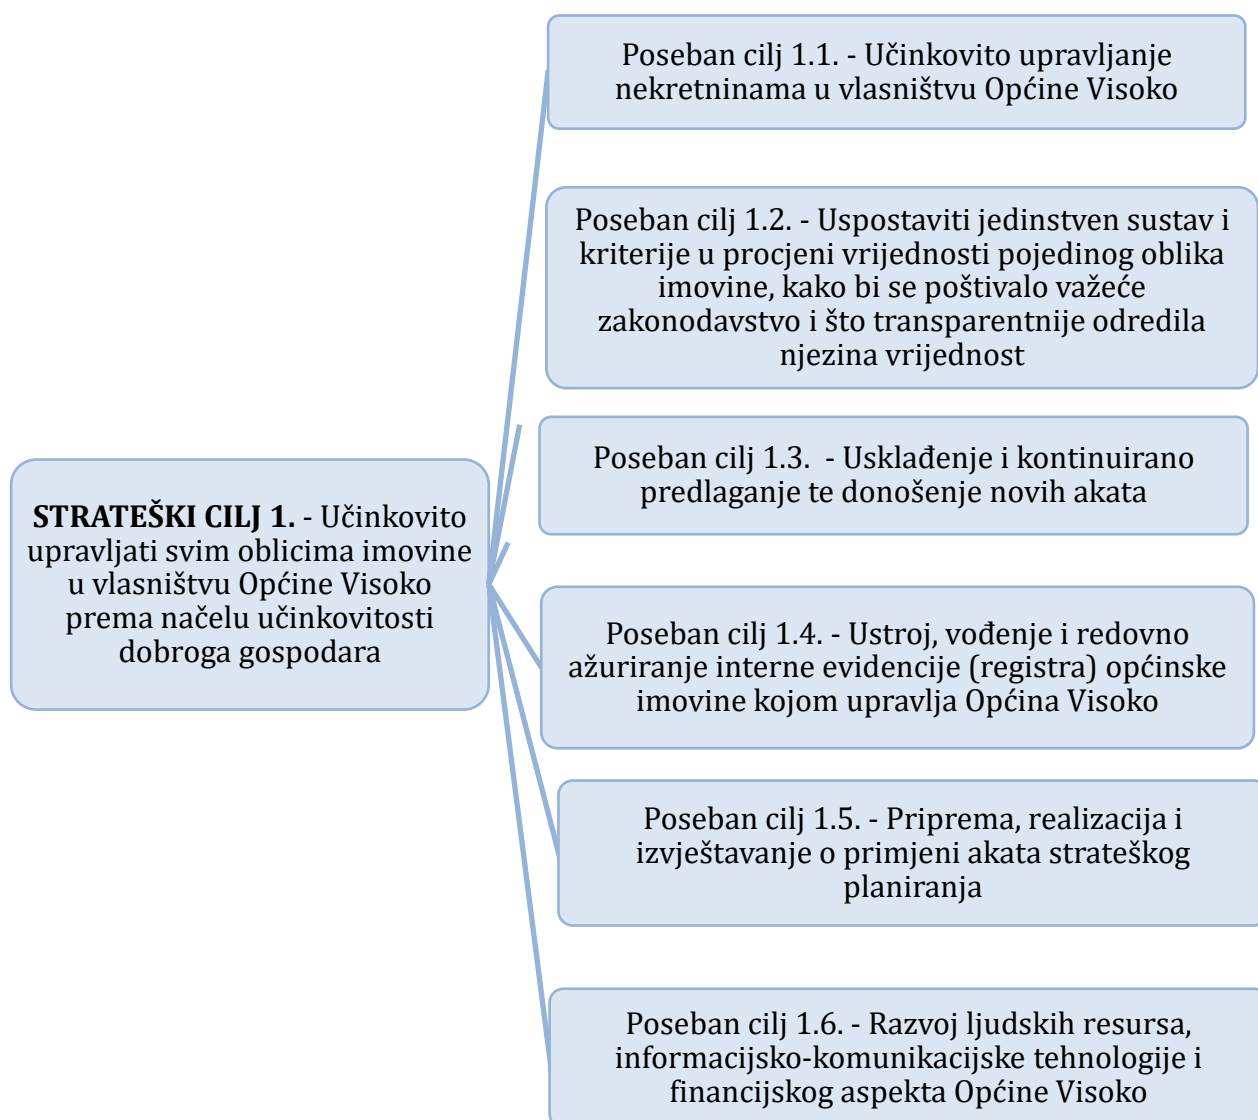 Poseban cilj 1.1. - Učinkovito upravljanje
nekretninama u vlasništvu Općine Visoko
Poseban cilj 1.2. - Uspostaviti jedinstven sustav i
kriterije u procjeni vrijednosti pojedinog oblika
imovine, kako bi se poštivalo važeće
zakonodavstvo i što transparentnije odredila
njezina vrijednost
Poseban cilj 1.3.  - Usklađenje i kontinuirano
predlaganje te donošenje novih akata
STRATEŠKI CILJ 1. - Učinkovito
upravljati svim oblicima imovine
u vlasništvu Općine Visoko
prema načelu učinkovitosti
dobroga gospodara
Poseban cilj 1.4. - Ustroj, vođenje i redovno
ažuriranje interne evidencije (registra) općinske
imovine kojom upravlja Općina Visoko
Poseban cilj 1.5. - Priprema, realizacija i
izvještavanje o primjeni akata strateškog
planiranja
Poseban cilj 1.6. - Razvoj ljudskih resursa,
informacijsko-komunikacijske tehnologije i
financijskog aspekta Općine Visoko